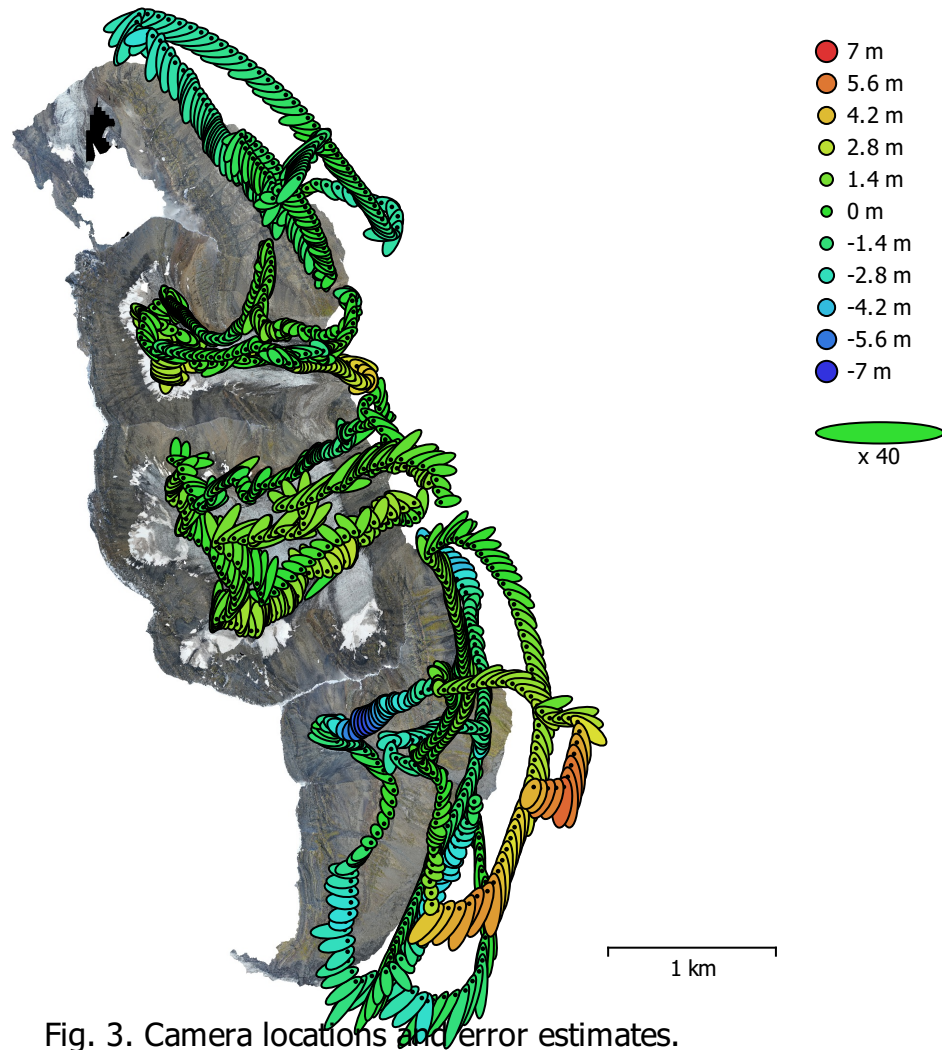 7 m
5.6 m
4.2 m
2.8 m
1.4 m
0 m
-1.4 m
-2.8 m
-4.2 m
-5.6 m
-7 m
x 40
1 km
Fig. 3. Camera locations and error estimates.